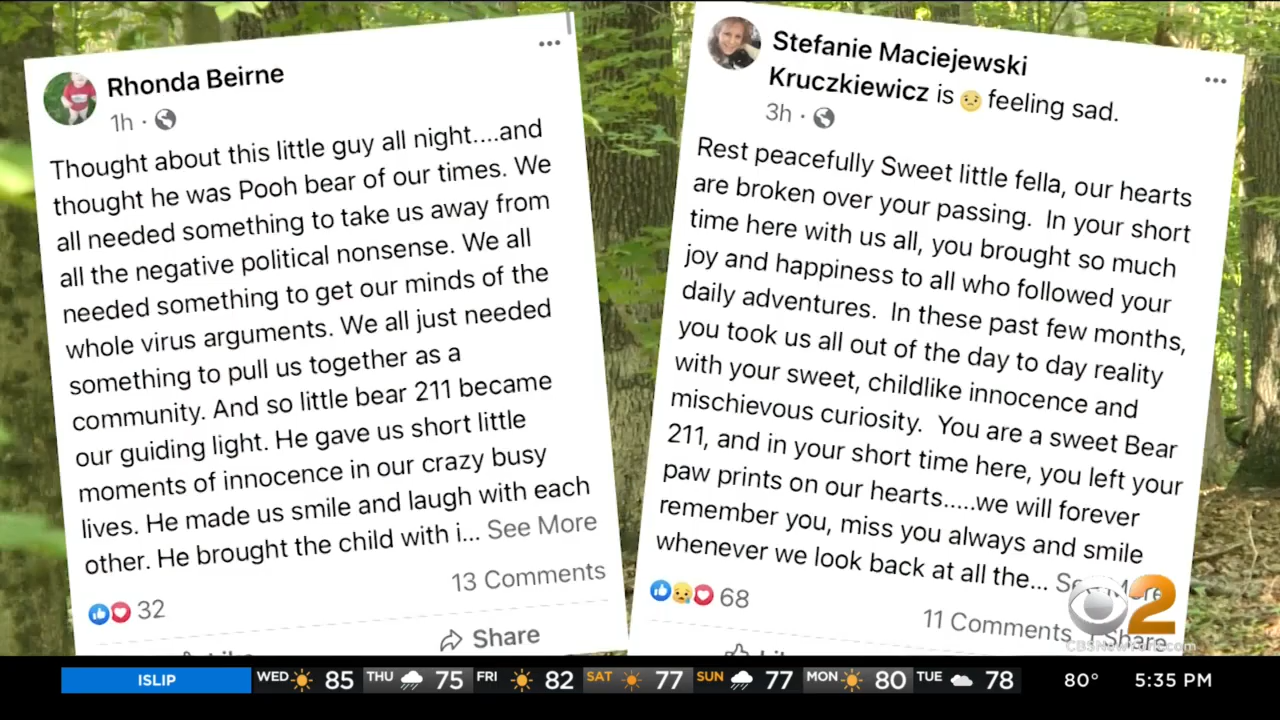 Rhonda Beirne
1h
Thought about this little guy all night....and
thought he was Pooh bear of our times. We
all needed something to take us away from
all the negative political nonsense. We all
needed something to get our minds of the
whole virus arguments. We all just needed
something to pull us together as a
community. And so little bear 211 became
our guiding light. He gave us short little
moments of innocence in our crazy busy
lives. He made us smile and laugh with each
other. He brought the child with i... See More
32
13 Comments
Share
Stefanie Maciejewski
Kruczkiewicz is 😟 feeling sad.
3h
Rest peacefully Sweet little fella, our hearts
are broken over your passing. In your short
time here with us all, you brought so much
joy and happiness to all who followed your
daily adventures. In these past few months,
you took us all out of the day to day reality
with your sweet, childlike innocence and
mischievous curiosity. You are a sweet Bear
211, and in your short time here, you left your
paw prints on our hearts.....we will forever
remember you, miss you always and smile
whenever we look back at all the... See More
68
11 Comments
Share
2
ISLIP WED 85 THU 75 FRI 82 SAT 77 SUN 77 MON 80 TUE 78 80° 5:35 PM